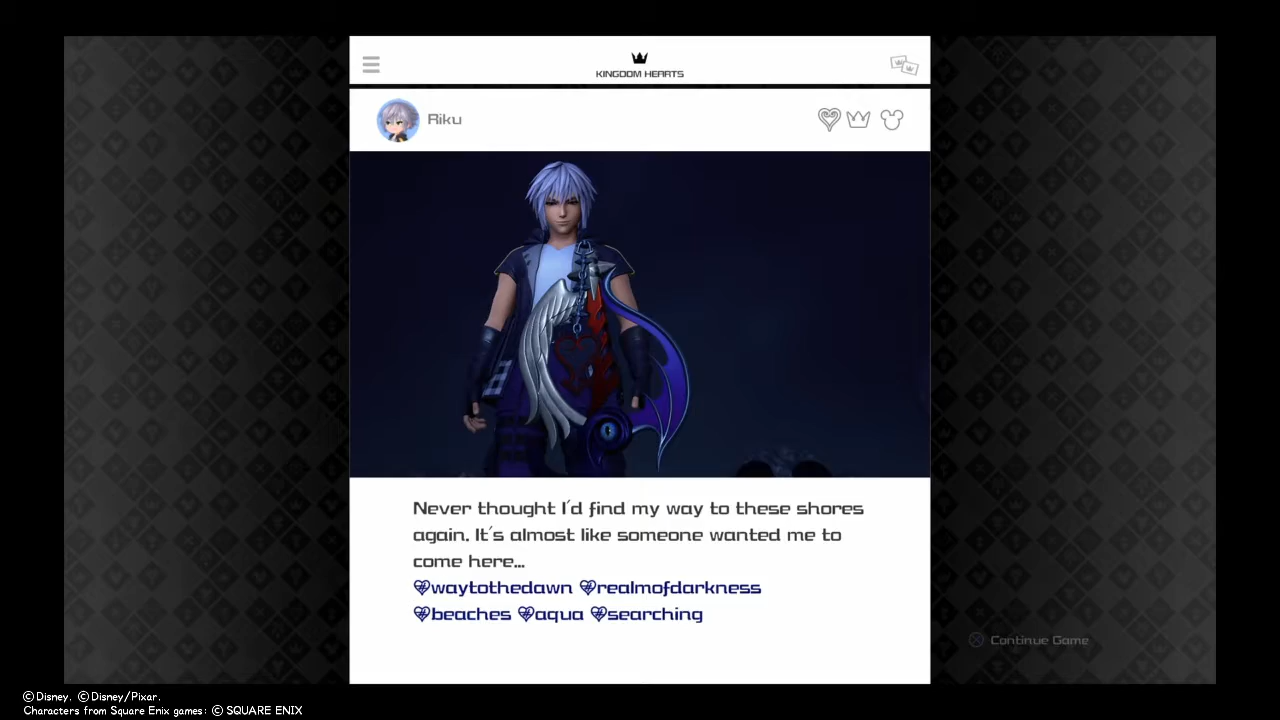 KINGDOM HEARTS
Riku
Never thought I'd find my way to these shores
again. It's almost like someone wanted me to
come here...
waytothedawn realmofdarkness
beaches aqua searching
Continue Game
©Disney. ©Disney/Pixar.
Characters from Square Enix games: © SQUARE ENIX